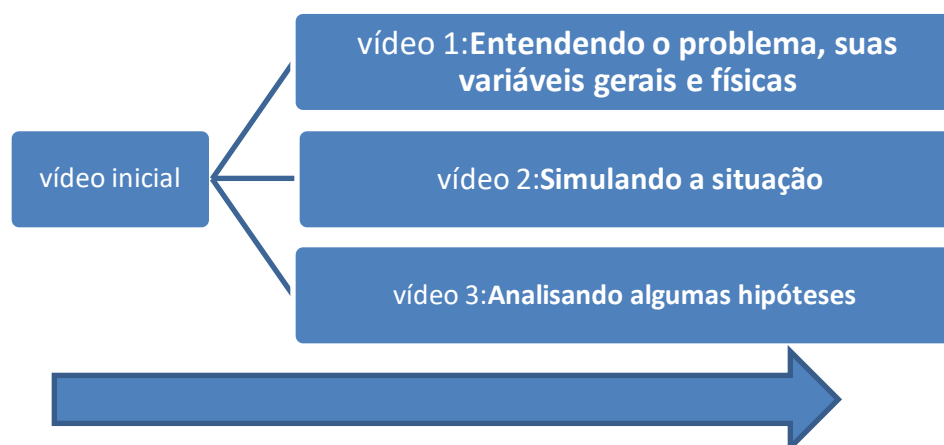 vídeo inicial
vídeo 1:Entendendo o problema, suas
variáveis gerais e físicas
vídeo 2:Simulando a situação
vídeo 3:Analisando algumas hipóteses